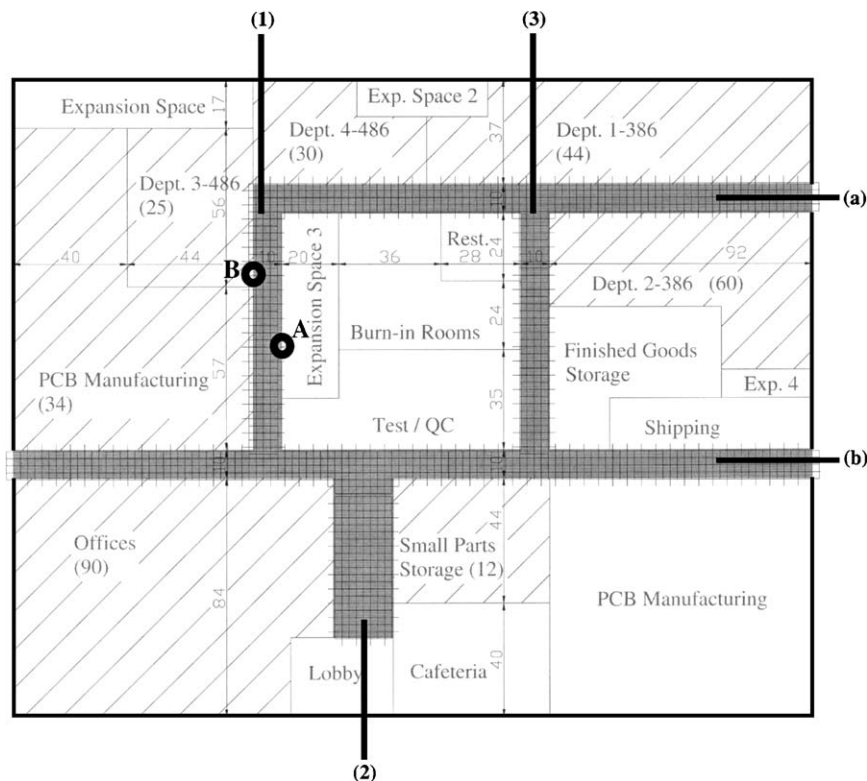 (1)
(3)
Expansion Space
17
Exp. Space 2
Dept. 4-486
(30)
37
Dept. 1-386
(44)
Dept. 3-486
(25)
56
10
(a)
40
44
B
20
Expansion Space 3
36
28
Rest.
24
10
92
Dept. 2-386 (60)
A
Burn-in Rooms
24
Finished Goods
Storage
PCB Manufacturing
(34)
57
Exp. 4
35
Test / QC
Shipping
10
10
(b)
Offices
(90)
84
Small Parts
Storage (12)
44
PCB Manufacturing
Lobby
Cafeteria
40
(2)